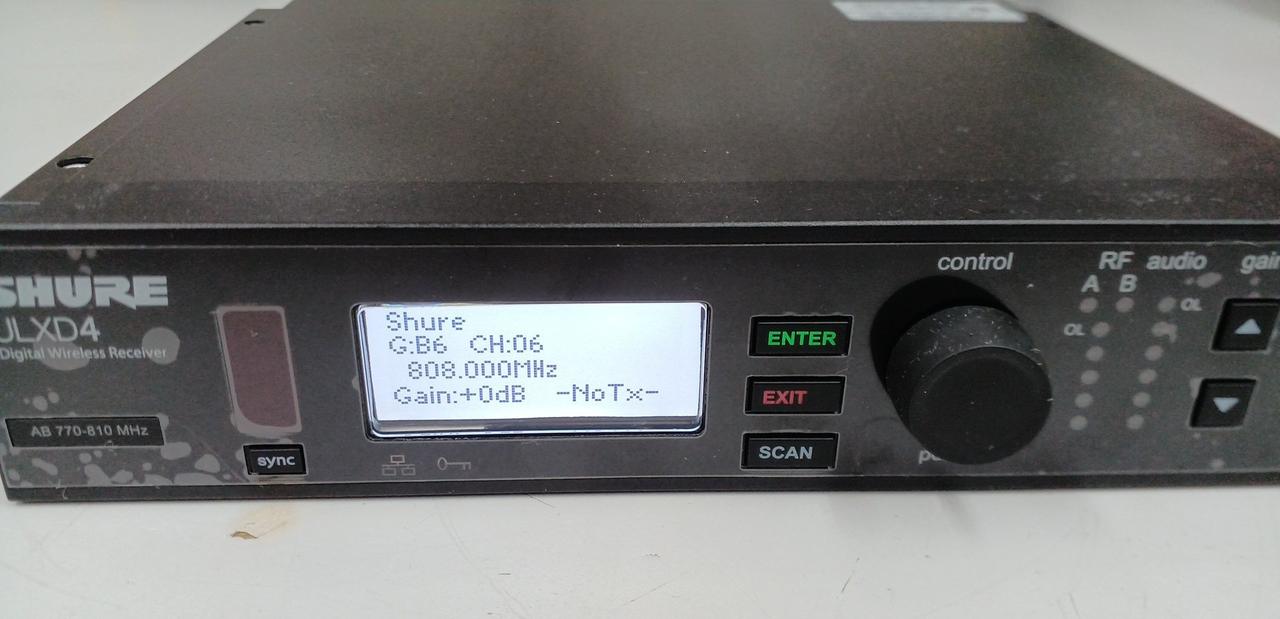 SHURE
ULXD4
Digital Wireless Receiver
AB 770-810 MHz
sync
Shure
G:B6 CH:06
808.000MHz
Gain:+0dB -NoTx-
ENTER
EXIT
SCAN
control
RF audio gain
A B
OL
OL